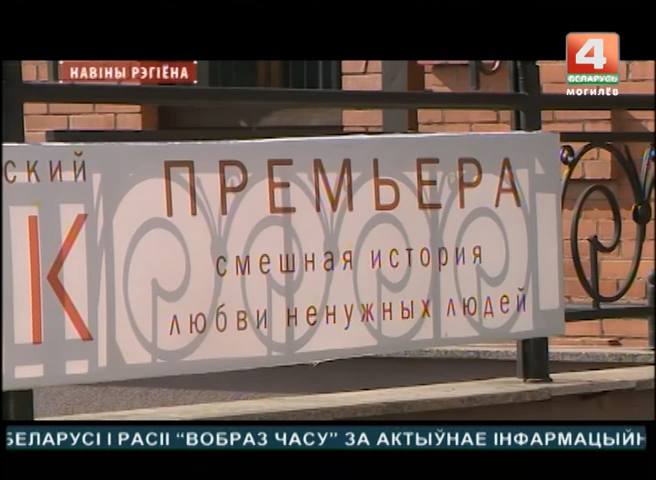 НАВІНЫ РЭГІЁНА
4
БЕЛАРУСЬ
МОГИЛЁВ
СКИЙ
К
ПРЕМЬЕРА
смешная история
любви ненужных людей
БЕЛАРУСІ І РАСІІ “ВОБРАЗ ЧАСУ” ЗА АКТЫЎНАЕ ІНФАРМАЦЫЙН